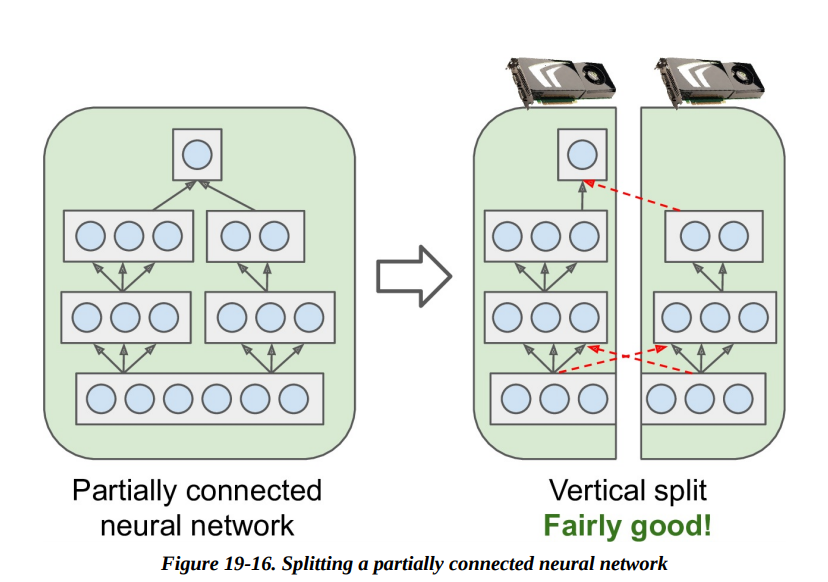 Partially connected
neural network
Vertical split
Fairly good!
Figure 19-16. Splitting a partially connected neural network